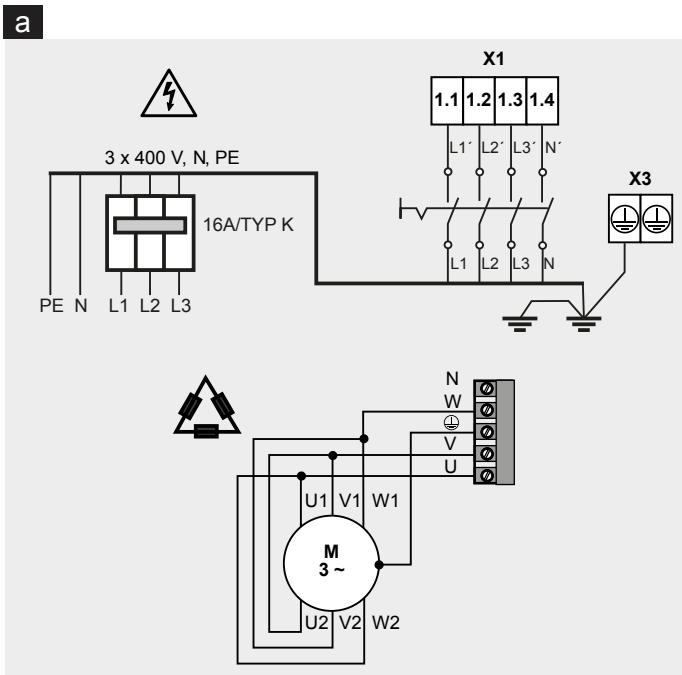 a
X1
1.1 1.2 1.3 1.4
L1´ L2´ L3´ N´
3 x 400 V, N, PE
X3
16A/TYP K
L1 L2 L3 N
PE N L1 L2 L3
N
W
V
U
U1 V1 W1
M
3 ~
U2 V2 W2